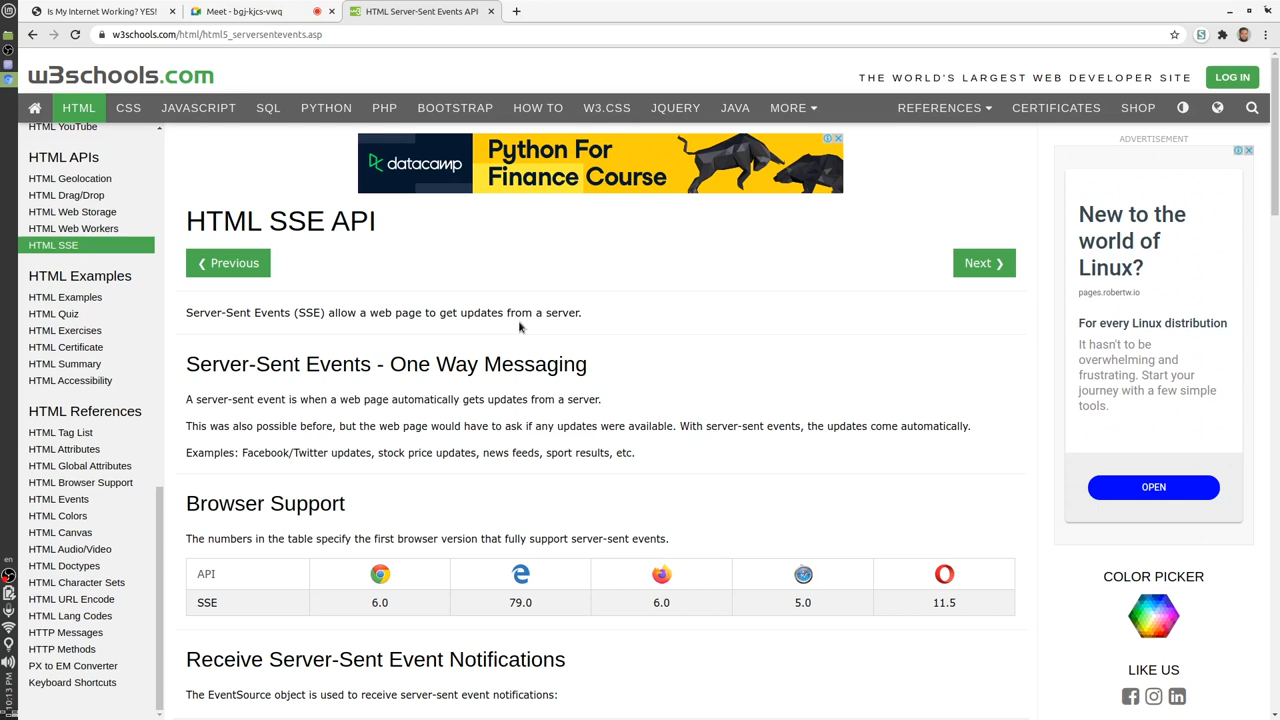 Is My Internet Working? YES!
Meet - bgj-kjcs-vwq
HTML Server-Sent Events API
w3schools.com/html/html5_serversentevents.asp
w3schools.com
THE WORLD'S LARGEST WEB DEVELOPER SITE
LOG IN
HTML CSS JAVASCRIPT SQL PYTHON PHP BOOTSTRAP HOW TO W3.CSS JQUERY JAVA MORE REFERENCES CERTIFICATES SHOP
HTML YouTube
HTML APIs
HTML Geolocation
HTML Drag/Drop
HTML Web Storage
HTML Web Workers
HTML SSE
HTML Examples
HTML Examples
HTML Quiz
HTML Exercises
HTML Certificate
HTML Summary
HTML Accessibility
HTML References
HTML Tag List
HTML Attributes
HTML Global Attributes
HTML Browser Support
HTML Events
HTML Colors
HTML Canvas
HTML Audio/Video
HTML Doctypes
HTML Character Sets
HTML URL Encode
HTML Lang Codes
HTTP Messages
HTTP Methods
PX to EM Converter
Keyboard Shortcuts
datacamp
Python For
Finance Course
HTML SSE API
❮ Previous
Next ❯
Server-Sent Events (SSE) allow a web page to get updates from a server.
Server-Sent Events - One Way Messaging
A server-sent event is when a web page automatically gets updates from a server.
This was also possible before, but the web page would have to ask if any updates were available. With server-sent events, the updates come automatically.
Examples: Facebook/Twitter updates, stock price updates, news feeds, sport results, etc.
Browser Support
The numbers in the table specify the first browser version that fully support server-sent events.
API
SSE 6.0 79.0 6.0 5.0 11.5
Receive Server-Sent Event Notifications
The EventSource object is used to receive server-sent event notifications:
ADVERTISEMENT
New to the
world of
Linux?
pages.robertw.io
For every Linux distribution
It hasn't to be
overwhelming and
frustrating. Start your
journey with a few simple
tools.
OPEN
COLOR PICKER
LIKE US
en
10:13 PM